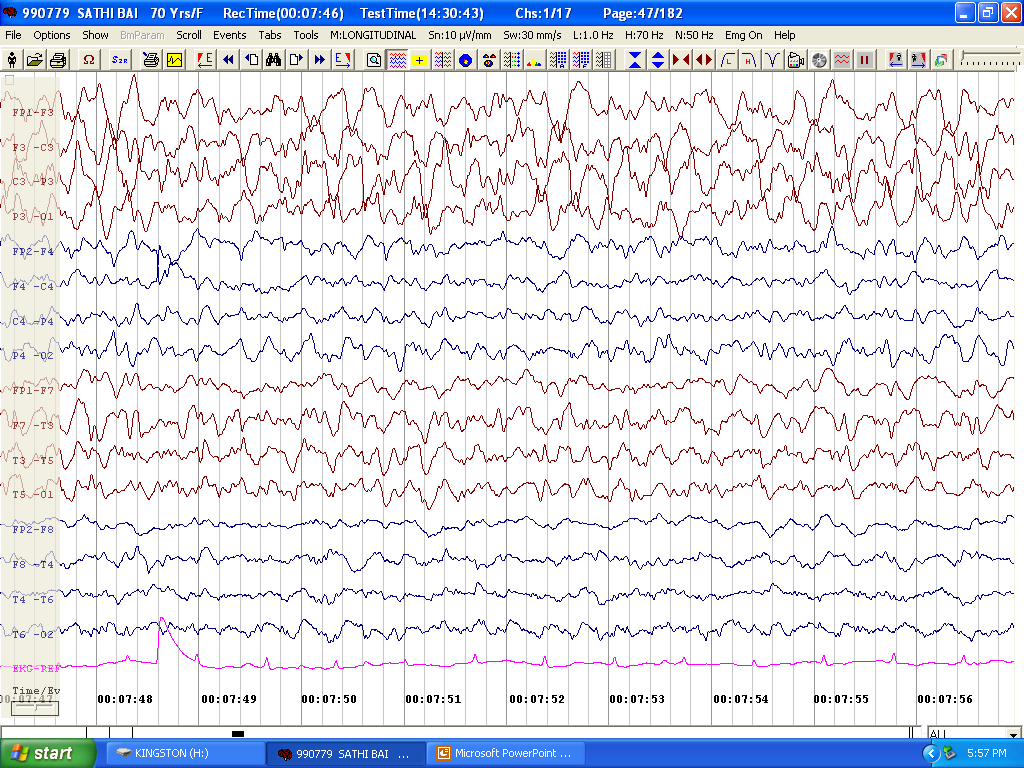 990779 SATHI BAI 70 Yrs/F RecTime(00:07:46) TestTime(14:30:43) Chs:1/17 Page:47/182
File Options Show BmParam Scroll Events Tabs Tools M:LONGITUDINAL Sn:10 µV/mm Sw:30 mm/s L:1.0 Hz H:70 Hz N:50 Hz Emg On Help
FP1-F3
F3 -C3
C3 -P3
P3 -O1
FP2-F4
F4 -C4
C4 -P4
P4 -O2
FP1-F7
F7 -T3
T3 -T5
T5 -O1
FP2-F8
F8 -T4
T4 -T6
T6 -O2
EKG-REF
Time/Ev
00:07:47 00:07:48 00:07:49 00:07:50 00:07:51 00:07:52 00:07:53 00:07:54 00:07:55 00:07:56
ALL
start KINGSTON (H:) 990779 SATHI BAI ... Microsoft PowerPoint ... 5:57 PM